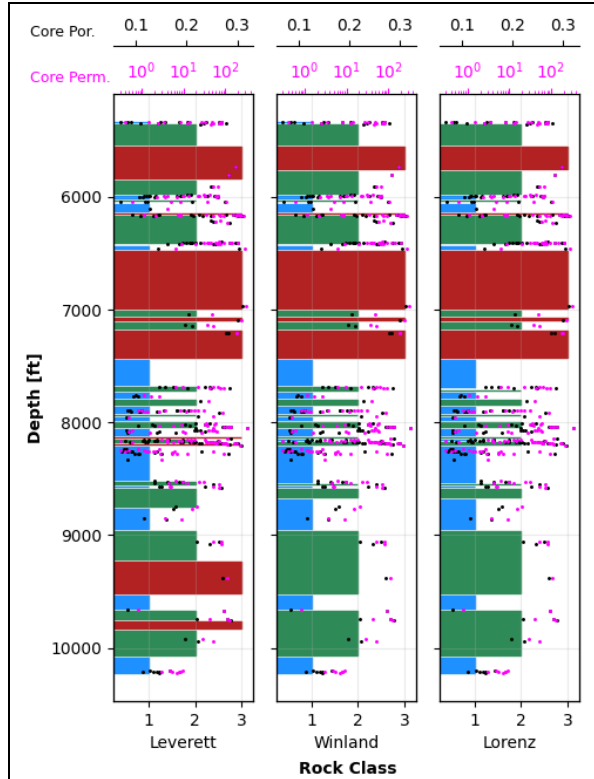 Core Por. 0.1 0.2 0.3 0.1 0.2 0.3 0.1 0.2 0.3
Core Perm. 10⁰ 10¹ 10² 10⁰ 10¹ 10² 10⁰ 10¹ 10²
6000
7000
Depth [ft]
8000
9000
10000
1 2 3 1 2 3 1 2 3
Leverett Winland Lorenz
Rock Class